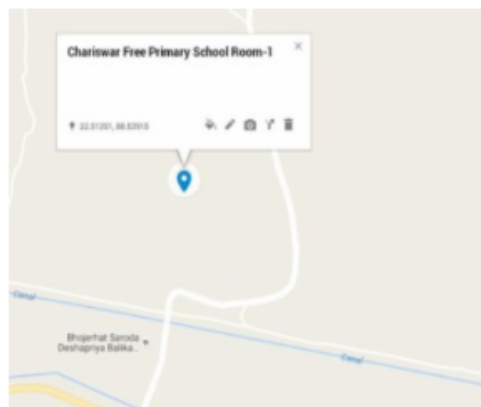 Chariswar Free Primary School Room-1
Canal
Bhojerhat Saroda
Deshapriya Balika..
Canal